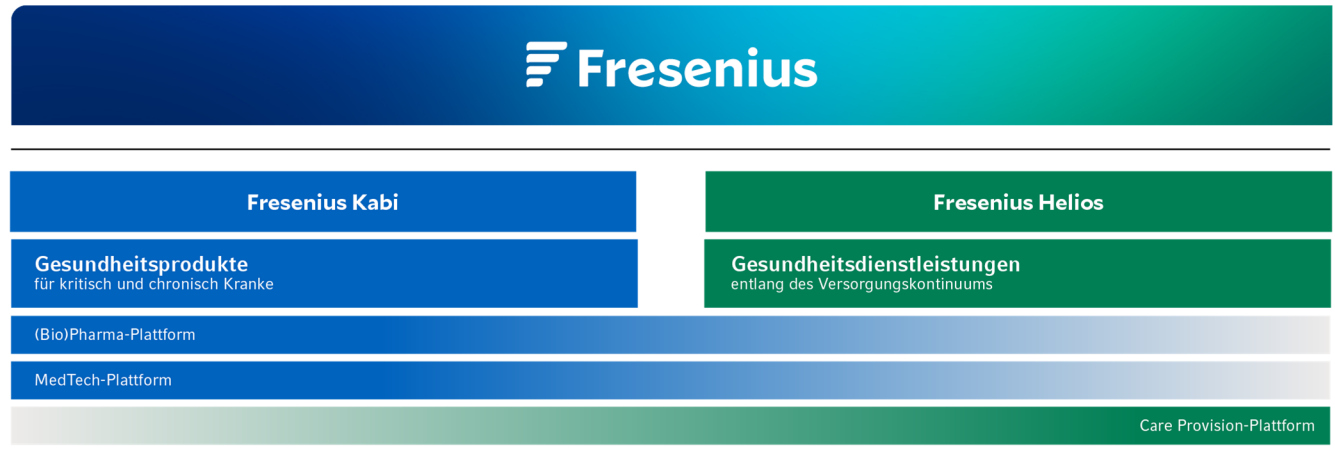 Fresenius
Fresenius Kabi
Fresenius Helios
Gesundheitsprodukte
für kritisch und chronisch Kranke
Gesundheitsdienstleistungen
entlang des Versorgungskontinuums
(Bio)Pharma-Plattform
MedTech-Plattform
Care Provision-Plattform